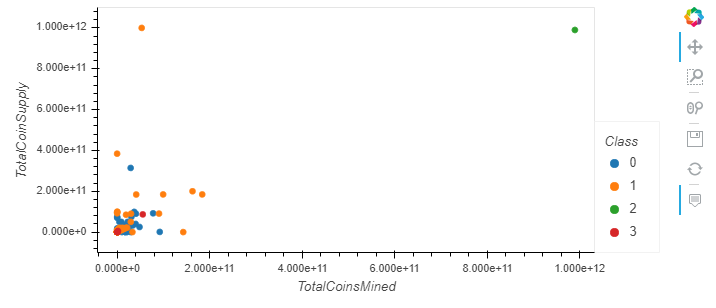 1.000e+12
8.000e+11
6.000e+11
4.000e+11
2.000e+11
0.000e+0
TotalCoinSupply
0.000e+0 2.000e+11 4.000e+11 6.000e+11 8.000e+11 1.000e+12
TotalCoinsMined
Class
0
1
2
3